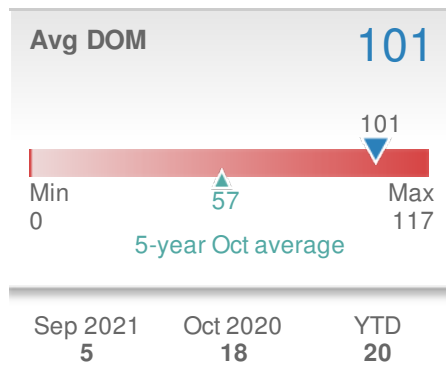 Avg DOM 101
101
Min 57 Max
0 117
5-year Oct average
Sep 2021 Oct 2020 YTD
5 18 20